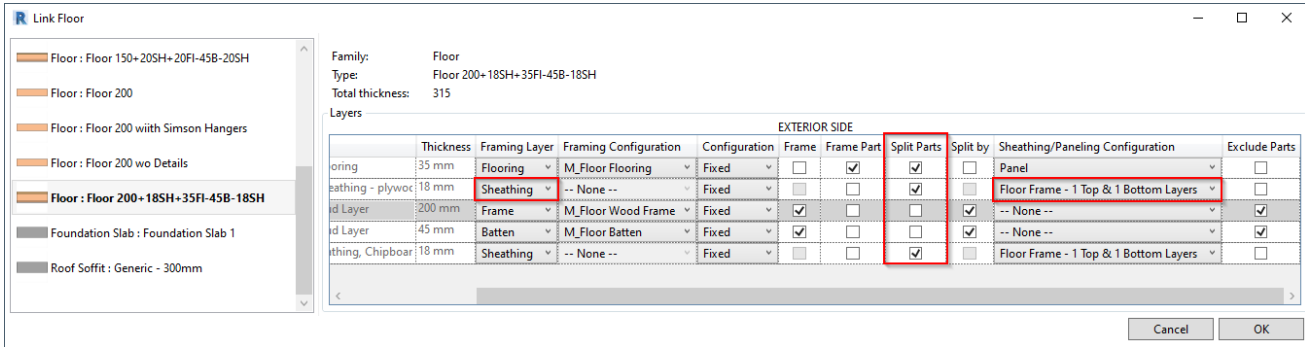 Link Floor
Floor : Floor 150+20SH+20FI-45B-20SH
Floor : Floor 200
Floor : Floor 200 wiith Simson Hangers
Floor : Floor 200 wo Details
Floor : Floor 200+18SH+35FI-45B-18SH
Foundation Slab : Foundation Slab 1
Roof Soffit : Generic - 300mm
Family: Floor
Type: Floor 200+18SH+35FI-45B-18SH
Total thickness: 315
Layers
EXTERIOR SIDE
Thickness Framing Layer Framing Configuration Configuration Frame Frame Part Split Parts Split by Sheathing/Paneling Configuration Exclude Parts
ooring 35 mm Flooring M_Floor Flooring Fixed Panel
eathing - plywoc 18 mm Sheathing -- None -- Fixed Floor Frame - 1 Top & 1 Bottom Layers
ud Layer 200 mm Frame M_Floor Wood Frame Fixed -- None --
ud Layer 45 mm Batten M_Floor Batten Fixed -- None --
thing, Chipboar 18 mm Sheathing -- None -- Fixed Floor Frame - 1 Top & 1 Bottom Layers
Cancel OK